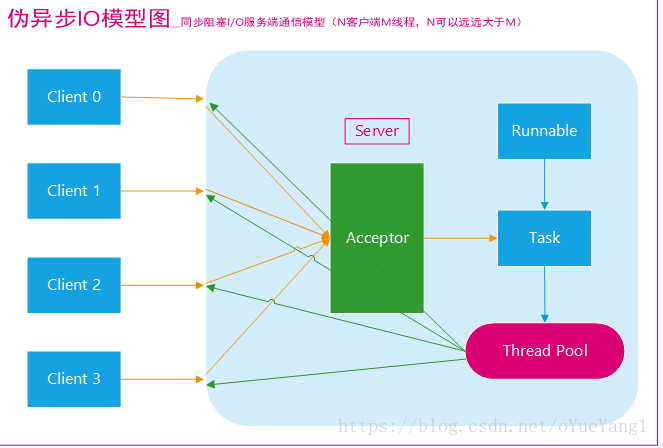 伪异步IO模型图__同步阻塞I/O服务端通信模型（N客户端M线程，N可以远远大于M）
Client 0
Server
Runnable
Client 1
Acceptor
Task
Client 2
Thread Pool
Client 3
https://blog.csdn.net/oYueYang1